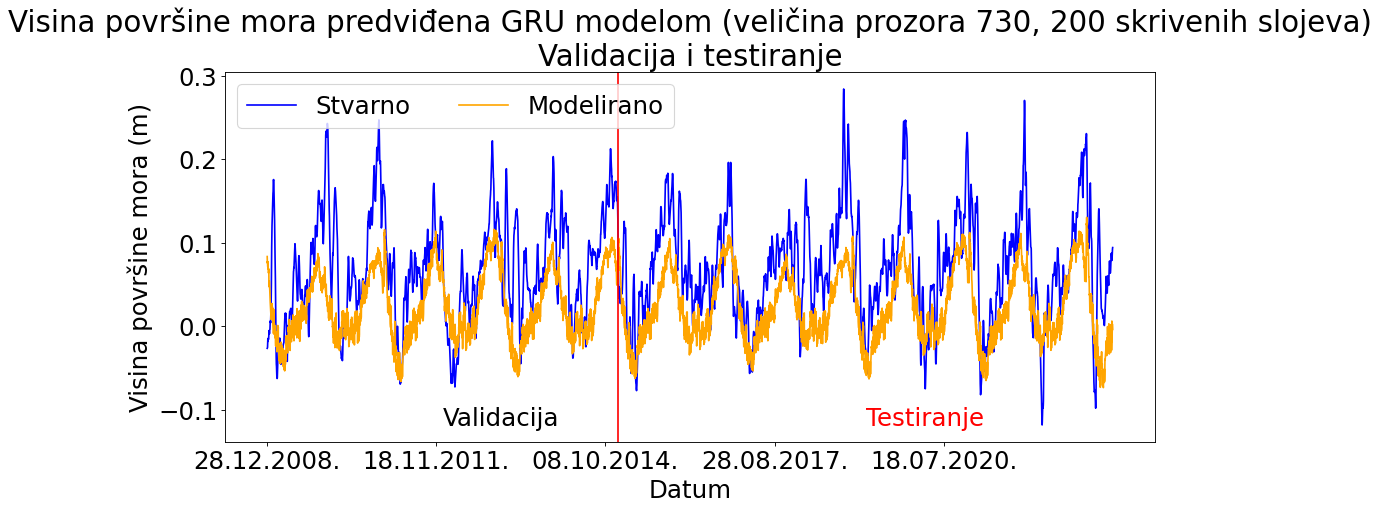 Visina površine mora predviđena GRU modelom (veličina prozora 730, 200 skrivenih slojeva)
Validacija i testiranje
Stvarno
Modelirano
Visina površine mora (m)
0.3
0.2
0.1
0.0
−0.1
Validacija
Testiranje
28.12.2008.
18.11.2011.
08.10.2014.
28.08.2017.
18.07.2020.
Datum